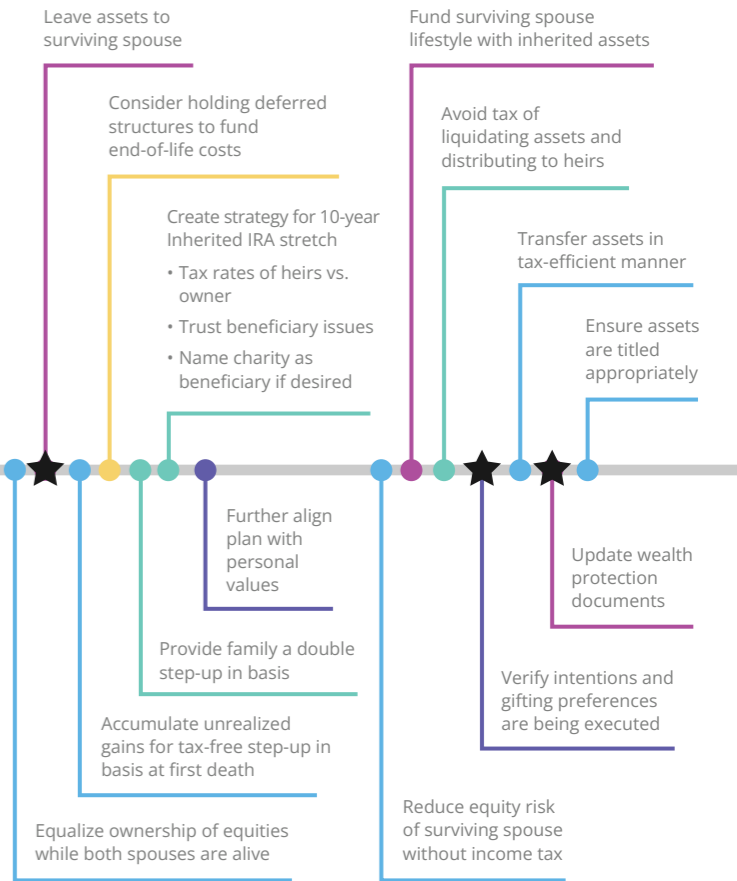 Leave assets to
surviving spouse
Fund surviving spouse
lifestyle with inherited assets
Consider holding deferred
structures to fund
end-of-life costs
Avoid tax of
liquidating assets and
distributing to heirs
Create strategy for 10-year
Inherited IRA stretch
• Tax rates of heirs vs.
owner
• Trust beneficiary issues
• Name charity as
beneficiary if desired
Transfer assets in
tax-efficient manner
Ensure assets
are titled
appropriately
Further align
plan with
personal
values
Update wealth
protection
documents
Provide family a double
step-up in basis
Verify intentions and
gifting preferences
are being executed
Accumulate unrealized
gains for tax-free step-up in
basis at first death
Reduce equity risk
of surviving spouse
without income tax
Equalize ownership of equities
while both spouses are alive